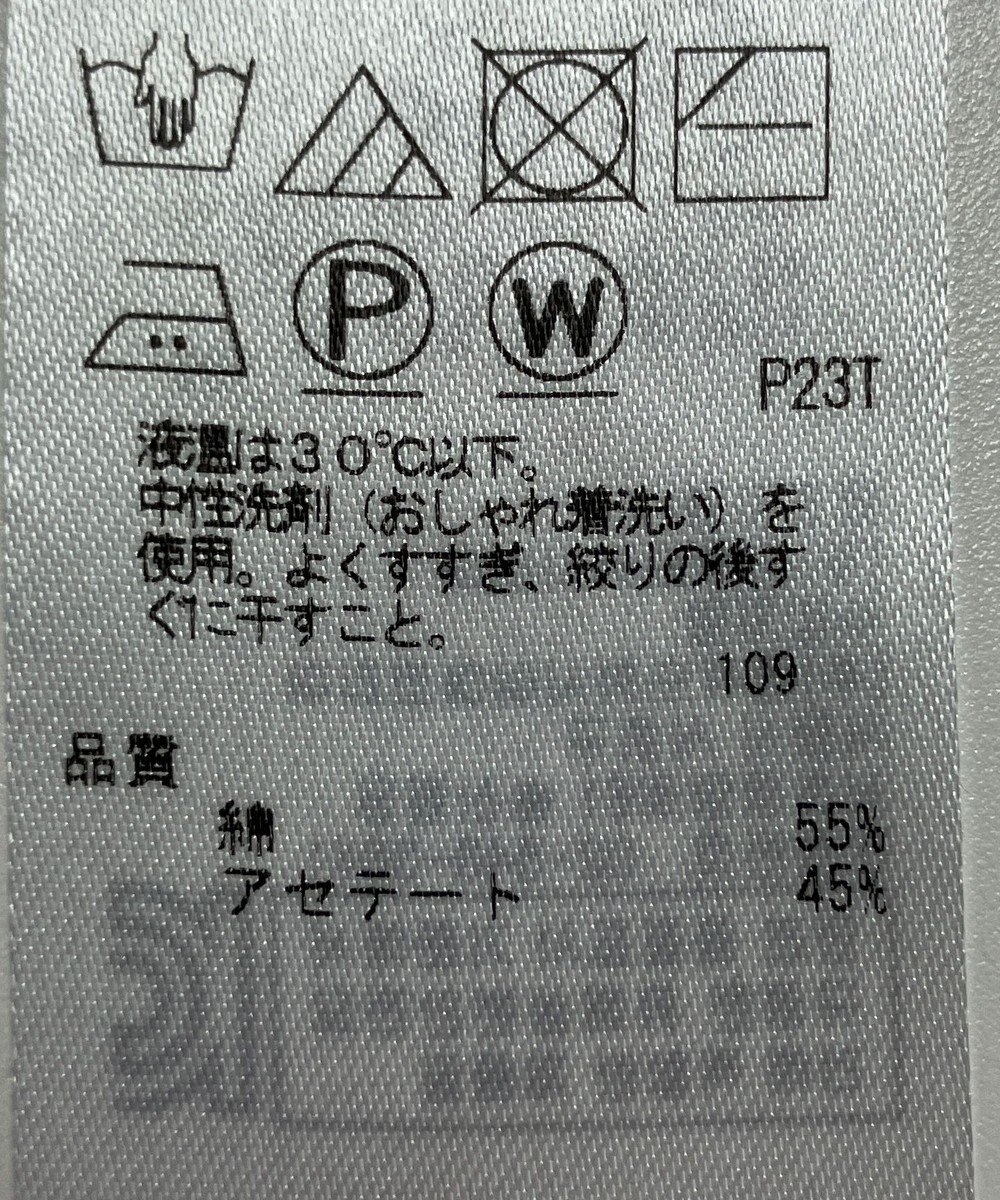 P
W
P23T
液温は30℃以下。
中性洗剤（おしゃれ着洗い）を
使用。よくすすぎ、絞りの後す
ぐに干すこと。
109
品質
綿 55%
アセテート 45%